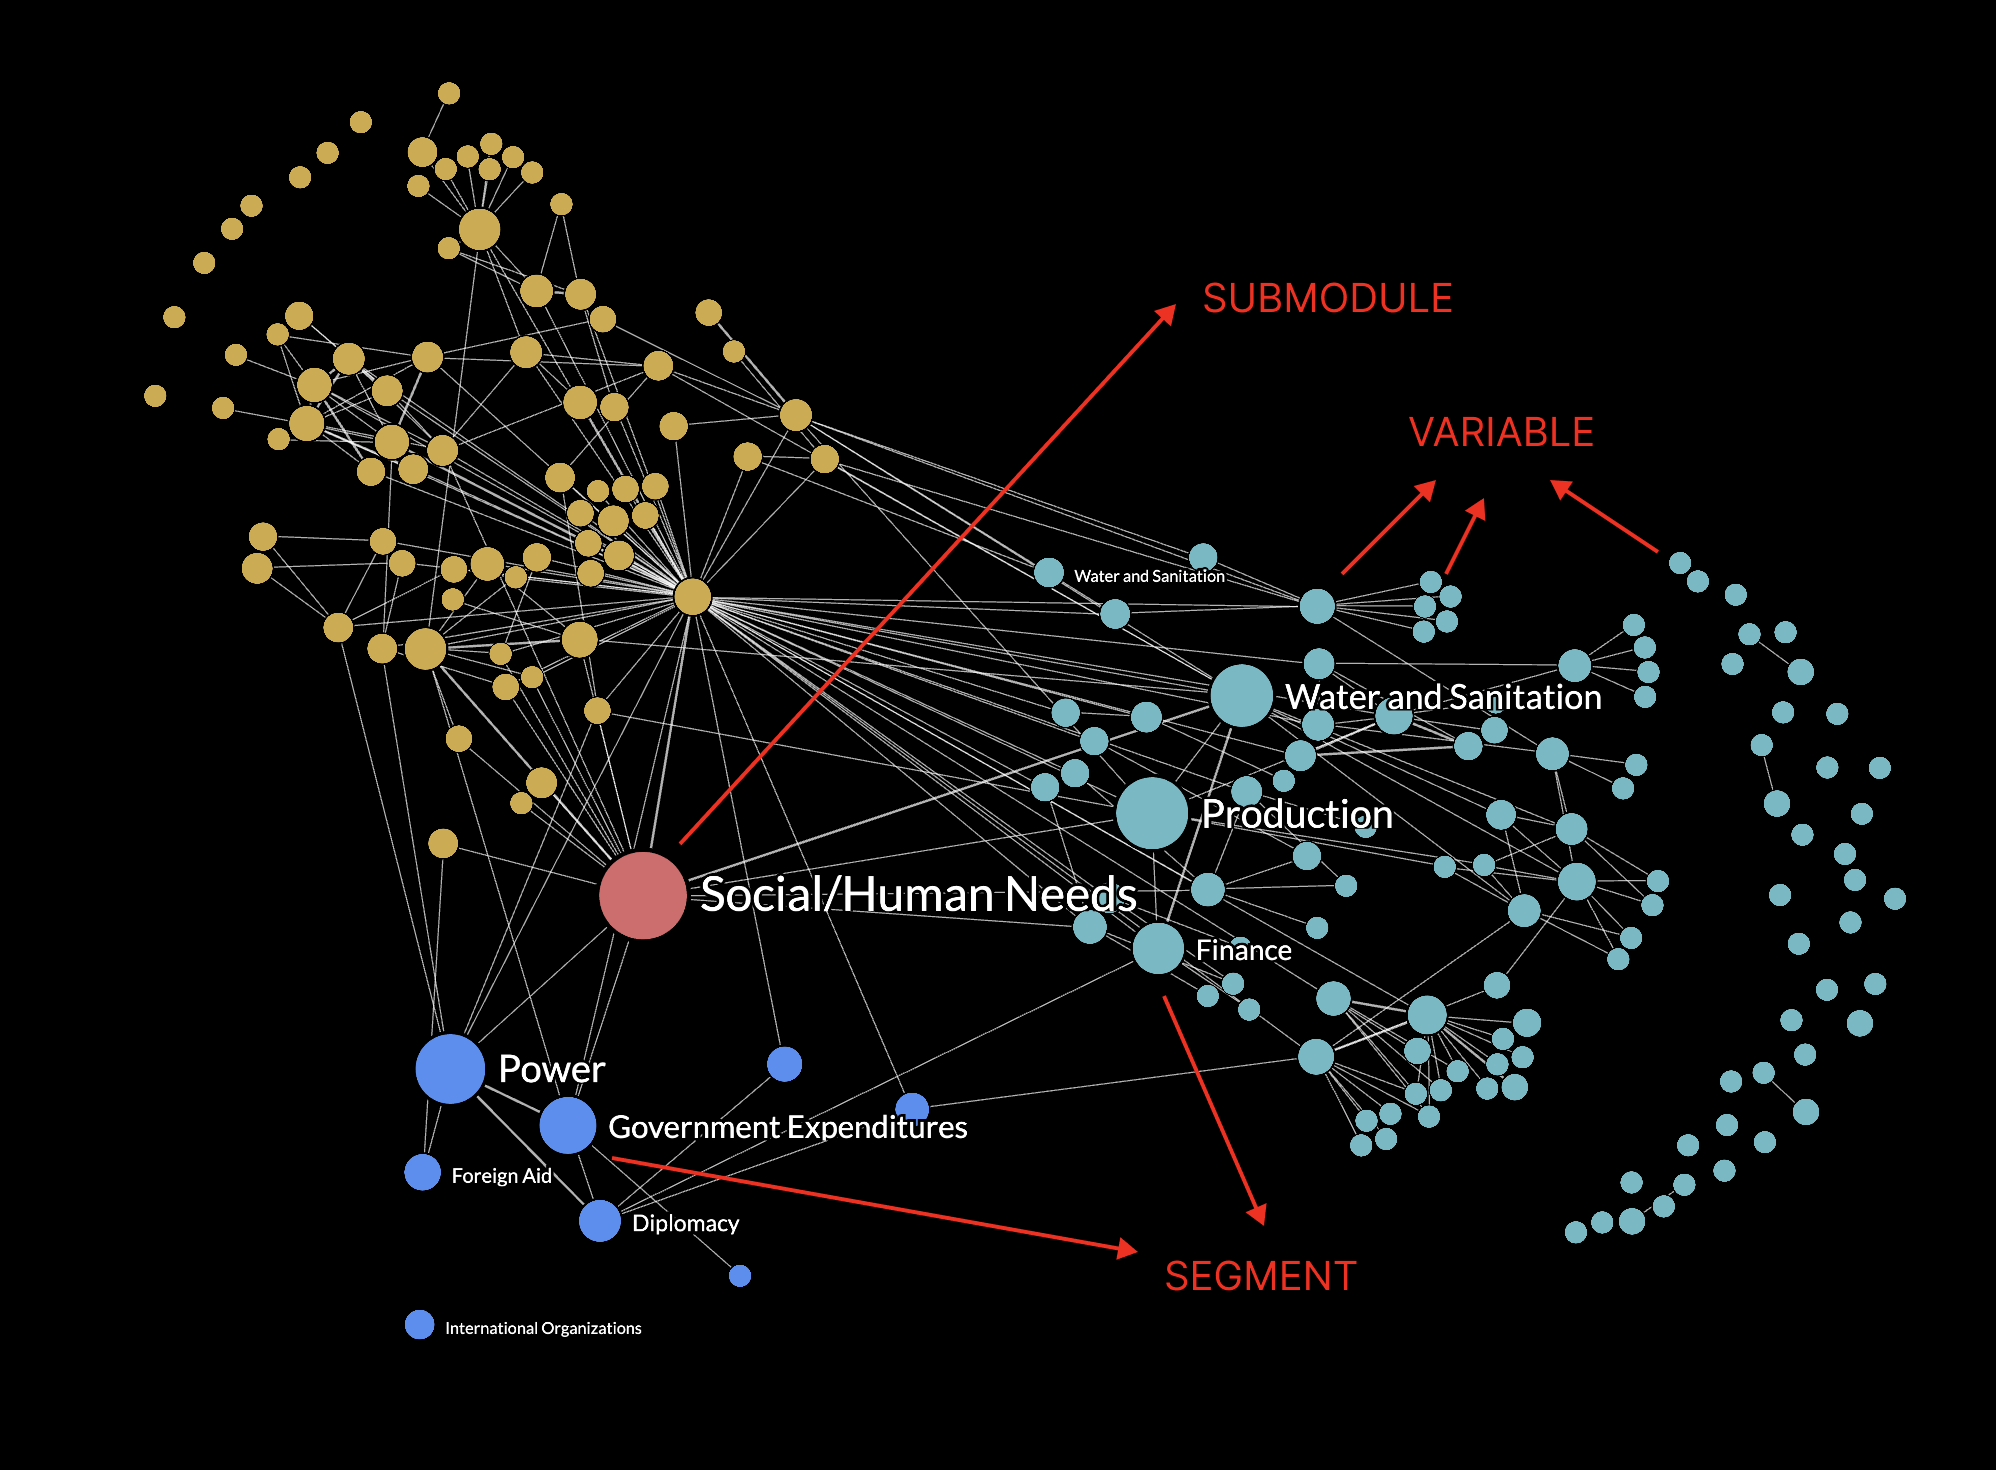 SUBMODULE
VARIABLE
Water and Sanitation
Water and Sanitation
Production
Social/Human Needs
Finance
Power
Government Expenditures
Foreign Aid
Diplomacy
SEGMENT
International Organizations